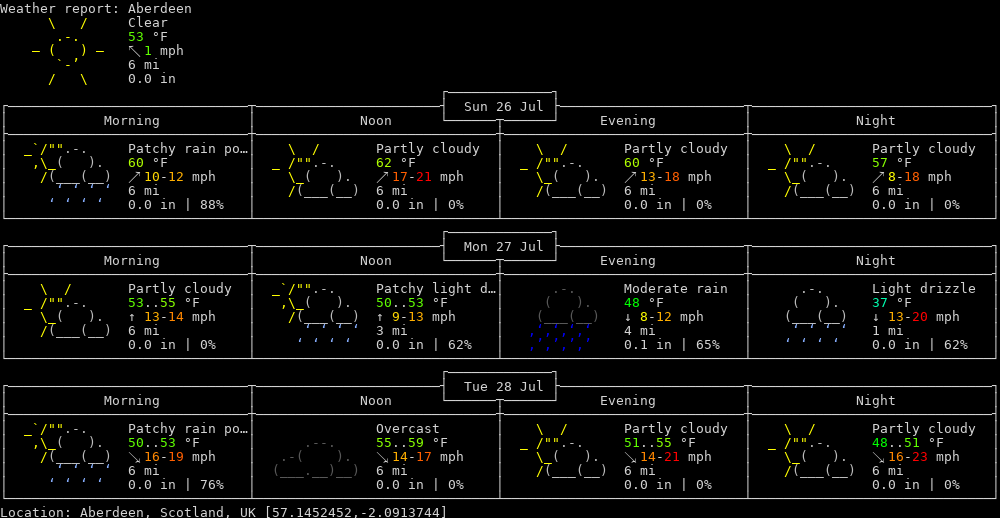 Weather report: Aberdeen
Clear
53 °F
↖ 1 mph
6 mi
0.0 in
Sun 26 Jul
Morning Noon Evening Night
Patchy rain po… Partly cloudy Partly cloudy Partly cloudy
60 °F 62 °F 60 °F 57 °F
↗ 10-12 mph ↗ 17-21 mph ↗ 13-18 mph ↗ 8-18 mph
6 mi 6 mi 6 mi 6 mi
0.0 in | 88% 0.0 in | 0% 0.0 in | 0% 0.0 in | 0%
Mon 27 Jul
Morning Noon Evening Night
Partly cloudy Patchy light d… Moderate rain Light drizzle
53..55 °F 50..53 °F 48 °F 37 °F
↑ 13-14 mph ↑ 9-13 mph ↓ 8-12 mph ↓ 13-20 mph
6 mi 3 mi 4 mi 1 mi
0.0 in | 0% 0.0 in | 62% 0.1 in | 65% 0.0 in | 62%
Tue 28 Jul
Morning Noon Evening Night
Patchy rain po… Overcast Partly cloudy Partly cloudy
50..53 °F 55..59 °F 51..55 °F 48..51 °F
↘ 16-19 mph ↘ 14-17 mph ↘ 14-21 mph ↘ 16-23 mph
6 mi 6 mi 6 mi 6 mi
0.0 in | 76% 0.0 in | 0% 0.0 in | 0% 0.0 in | 0%
Location: Aberdeen, Scotland, UK [57.1452452,-2.0913744]